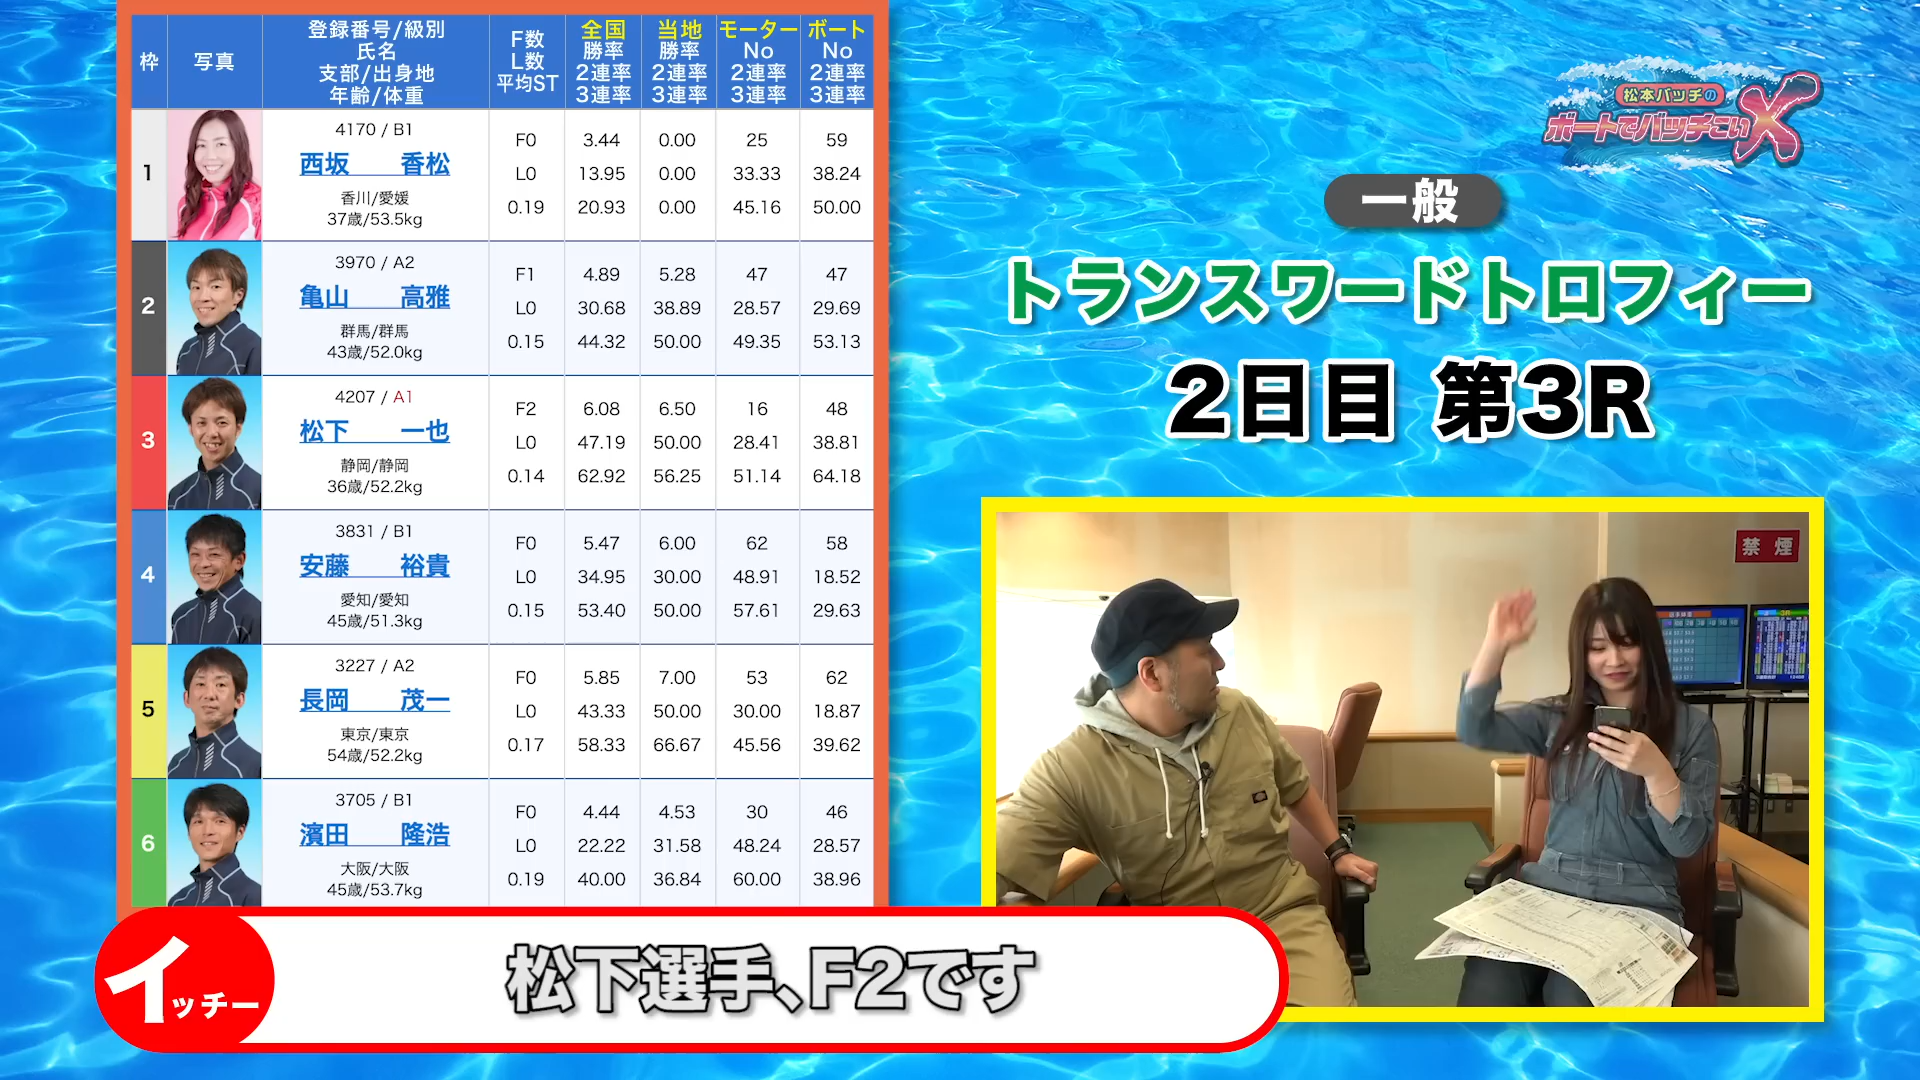 枠 写真 登録番号/級別 氏名 支部/出身地 年齢/体重 F数 L数 平均ST 全国 勝率 2連率 3連率 当地 勝率 2連率 3連率 モーター No 2連率 3連率 ボート No 2連率 3連率
1
4170 / B1
西坂 香松
香川/愛媛
37歳/53.5kg
F0 3.44 0.00 25 59
L0 13.95 0.00 33.33 38.24
0.19 20.93 0.00 45.16 50.00
2
3970 / A2
亀山 高雅
群馬/群馬
43歳/52.0kg
F1 4.89 5.28 47 47
L0 30.68 38.89 28.57 29.69
0.15 44.32 50.00 49.35 53.13
3
4207 / A1
松下 一也
静岡/静岡
36歳/52.2kg
F2 6.08 6.50 16 48
L0 47.19 50.00 28.41 38.81
0.14 62.92 56.25 51.14 64.18
4
3831 / B1
安藤 裕貴
愛知/愛知
45歳/51.3kg
F0 5.47 6.00 62 58
L0 34.95 30.00 48.91 18.52
0.15 53.40 50.00 57.61 29.63
5
3227 / A2
長岡 茂一
東京/東京
54歳/52.2kg
F0 5.85 7.00 53 62
L0 43.33 50.00 30.00 18.87
0.17 58.33 66.67 45.56 39.62
6
3705 / B1
濱田 隆浩
大阪/大阪
45歳/53.7kg
F0 4.44 4.53 30 46
L0 22.22 31.58 48.24 28.57
0.19 40.00 36.84 60.00 38.96
松本バッチの
ボートでバッチこいX
一般
トランスワードトロフィー
2日目 第3R
禁煙
イッチー
松下選手、F2です